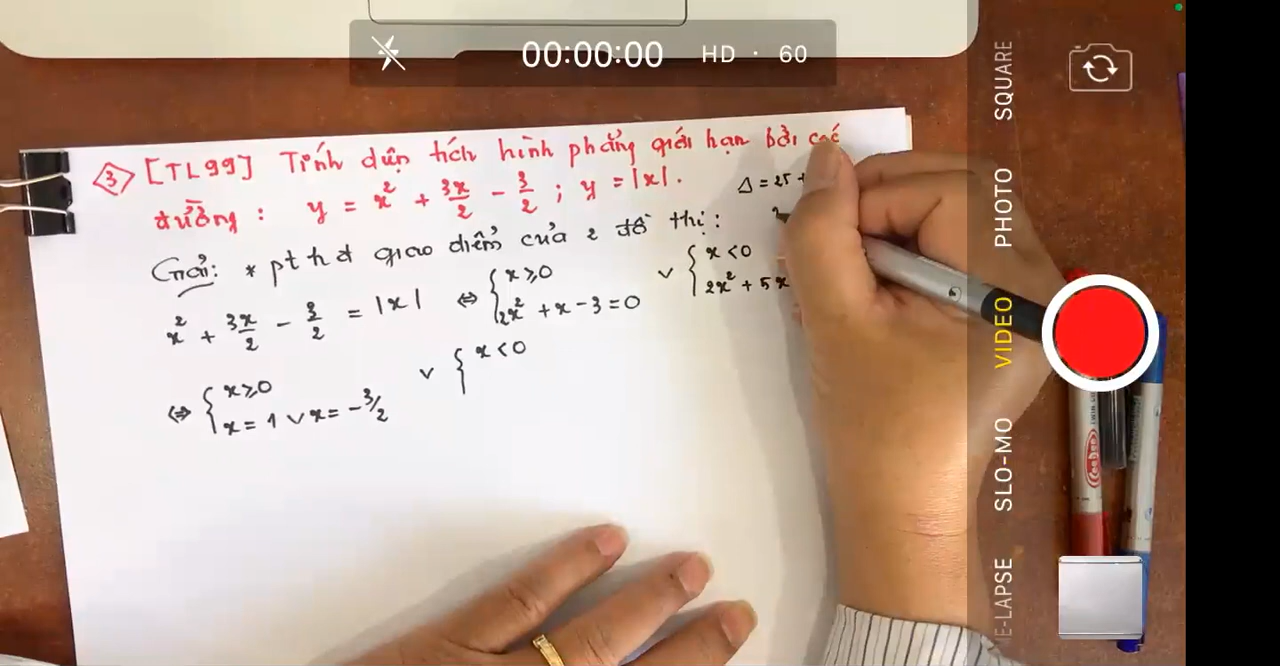 00:00:00 HD · 60
③ [TL99] Tính diện tích hình phẳng giới hạn bởi các
đường: y = x² + 3x/2 − 3/2 ; y = |x|.
Δ = 25 +
Giải: * pt hđ giao điểm của 2 đồ thị:
x² + 3x/2 − 3/2 = |x| ⇔ { x ≥ 0
2x² + x − 3 = 0
∨ { x < 0
2x² + 5x
⇔ { x ≥ 0
x = 1 ∨ x = −3/2
∨ { x < 0
SQUARE
PHOTO
VIDEO
SLO-MO
E-LAPSE